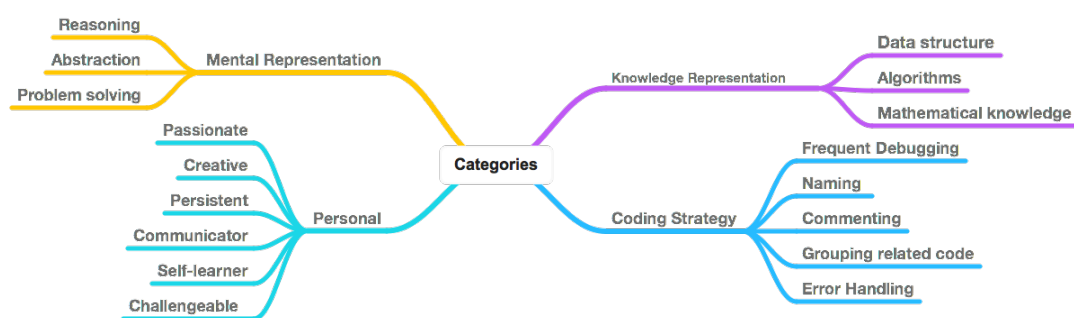 Reasoning
Abstraction
Problem solving
Mental Representation
Passionate
Creative
Persistent
Communicator
Self-learner
Challengeable
Personal
Categories
Knowledge Representation
Data structure
Algorithms
Mathematical knowledge
Coding Strategy
Frequent Debugging
Naming
Commenting
Grouping related code
Error Handling